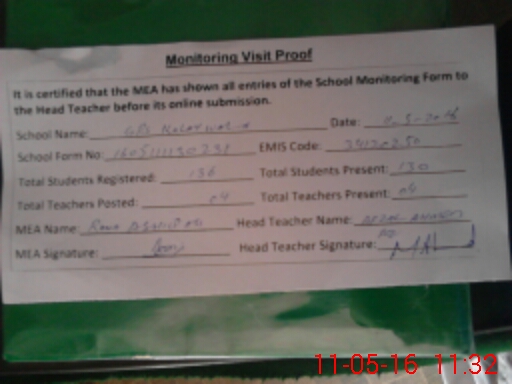 Monitoring Visit Proof
It is certified that the MEA has shown all entries of the School Monitoring Form to
the Head Teacher before its online submission.
School Name: GPS Date:
School Form No: EMIS Code:
Total Students Registered: 136 Total Students Present: 130
Total Teachers Posted: 04 Total Teachers Present: 04
MEA Name: Head Teacher Name:
MEA Signature: Head Teacher Signature:
11-05-16 11:32